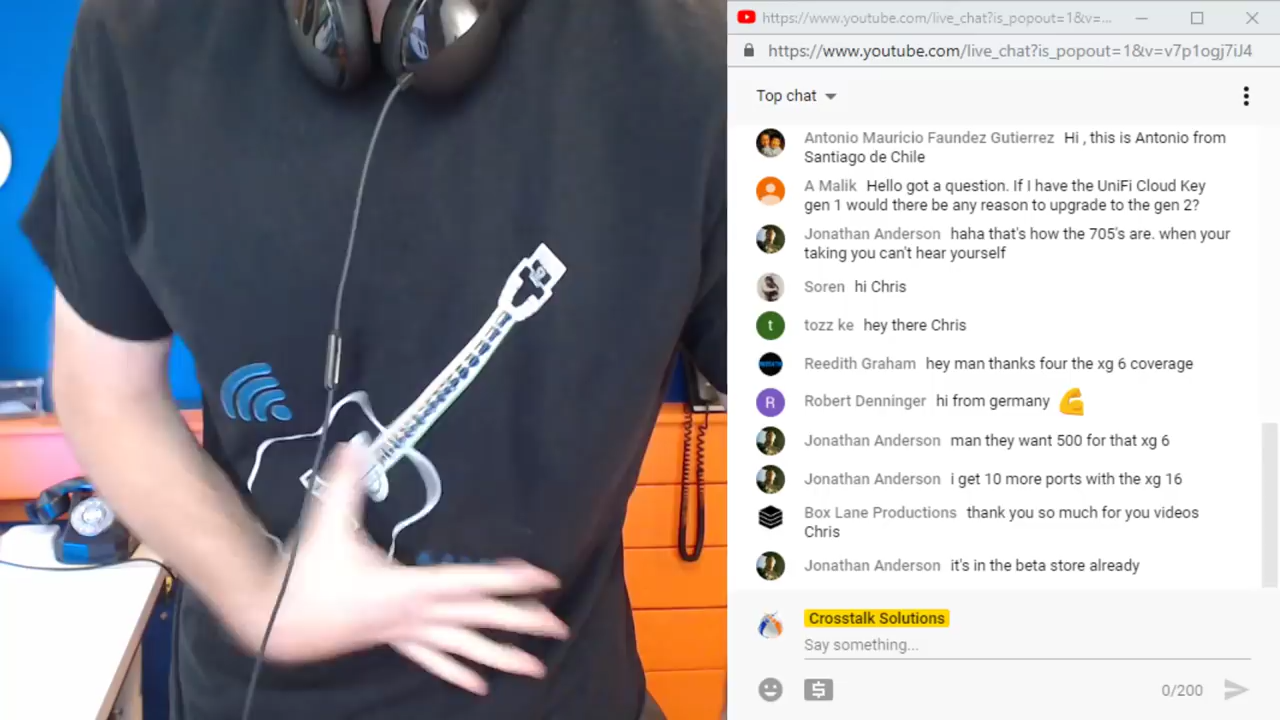 https://www.youtube.com/live_chat?is_popout=1&v=...
https://www.youtube.com/live_chat?is_popout=1&v=v7p1ogj7iJ4
Top chat
Antonio Mauricio Faundez Gutierrez Hi , this is Antonio from
Santiago de Chile
A Malik Hello got a question. If I have the UniFi Cloud Key
gen 1 would there be any reason to upgrade to the gen 2?
Jonathan Anderson haha that's how the 705's are. when your
taking you can't hear yourself
Soren hi Chris
t tozz ke hey there Chris
Reedith Graham hey man thanks four the xg 6 coverage
R Robert Denninger hi from germany 💪
Jonathan Anderson man they want 500 for that xg 6
Jonathan Anderson i get 10 more ports with the xg 16
Box Lane Productions thank you so much for you videos
Chris
Jonathan Anderson it's in the beta store already
Crosstalk Solutions
Say something...
0/200